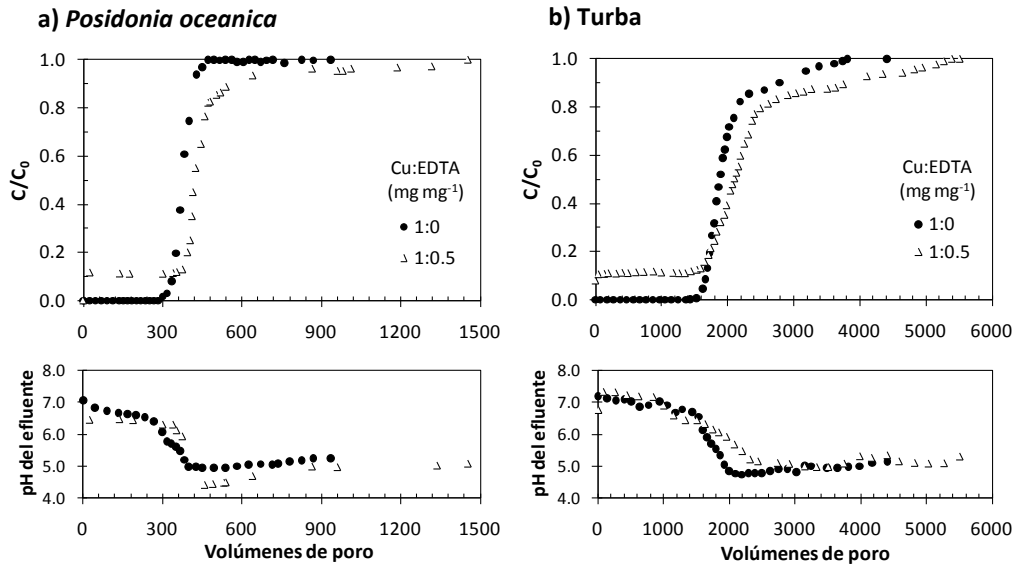 a) Posidonia oceanica
1.0
0.8
0.6
0.4
0.2
0.0
C/C₀
Cu:EDTA
(mg mg⁻¹)
1:0
1:0.5
0 300 600 900 1200 1500
8.0
7.0
6.0
5.0
4.0
pH del efluente
0 300 600 900 1200 1500
Volúmenes de poro
b) Turba
1.0
0.8
0.6
0.4
0.2
0.0
C/C₀
Cu:EDTA
(mg mg⁻¹)
1:0
1:0.5
0 1000 2000 3000 4000 5000 6000
8.0
7.0
6.0
5.0
4.0
pH del efluente
0 1000 2000 3000 4000 5000 6000
Volúmenes de poro